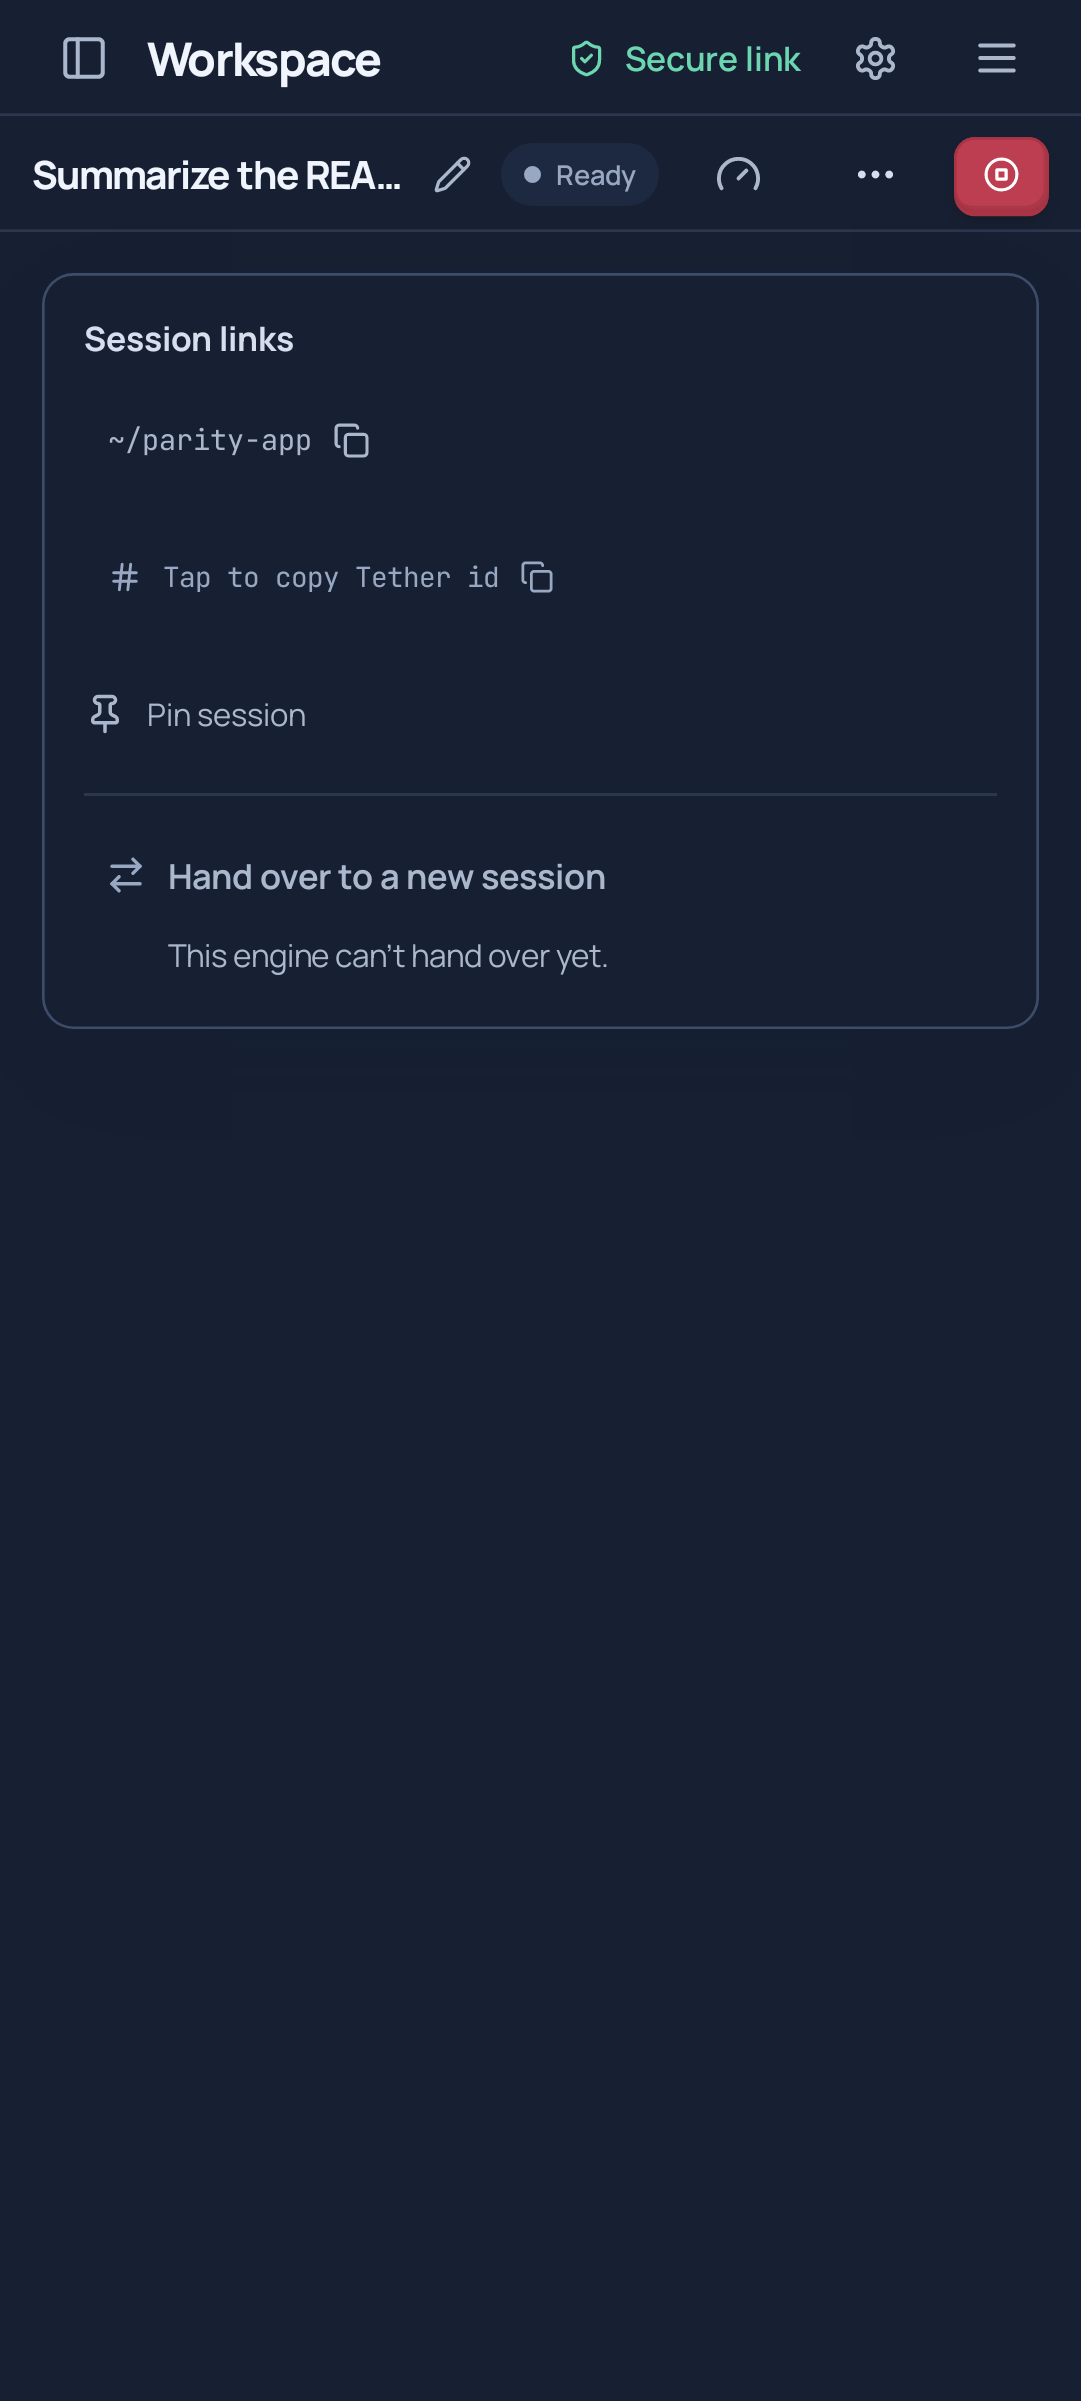 Workspace
Secure link
Summarize the REA...
Ready
Session links
~/parity-app
# Tap to copy Tether id
Pin session
Hand over to a new session
This engine can’t hand over yet.